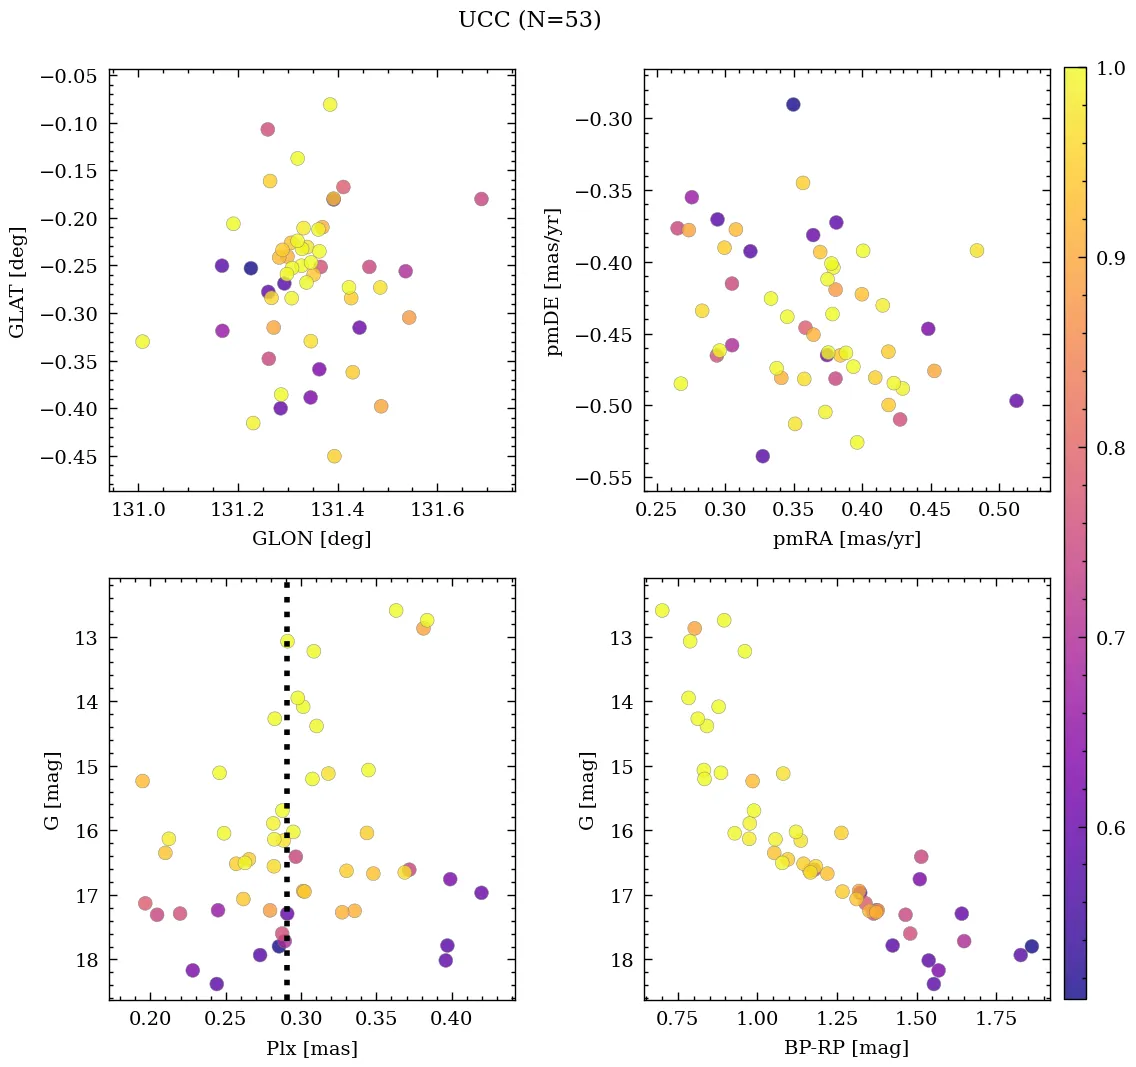 UCC (N=53)
−0.05
−0.10
−0.15
−0.20
−0.25
−0.30
−0.35
−0.40
−0.45
GLAT [deg]
131.0 131.2 131.4 131.6
GLON [deg]
−0.30
−0.35
−0.40
−0.45
−0.50
−0.55
pmDE [mas/yr]
0.25 0.30 0.35 0.40 0.45 0.50
pmRA [mas/yr]
1.0
0.9
0.8
0.7
0.6
13
14
15
16
17
18
G [mag]
0.20 0.25 0.30 0.35 0.40
Plx [mas]
13
14
15
16
17
18
G [mag]
0.75 1.00 1.25 1.50 1.75
BP-RP [mag]